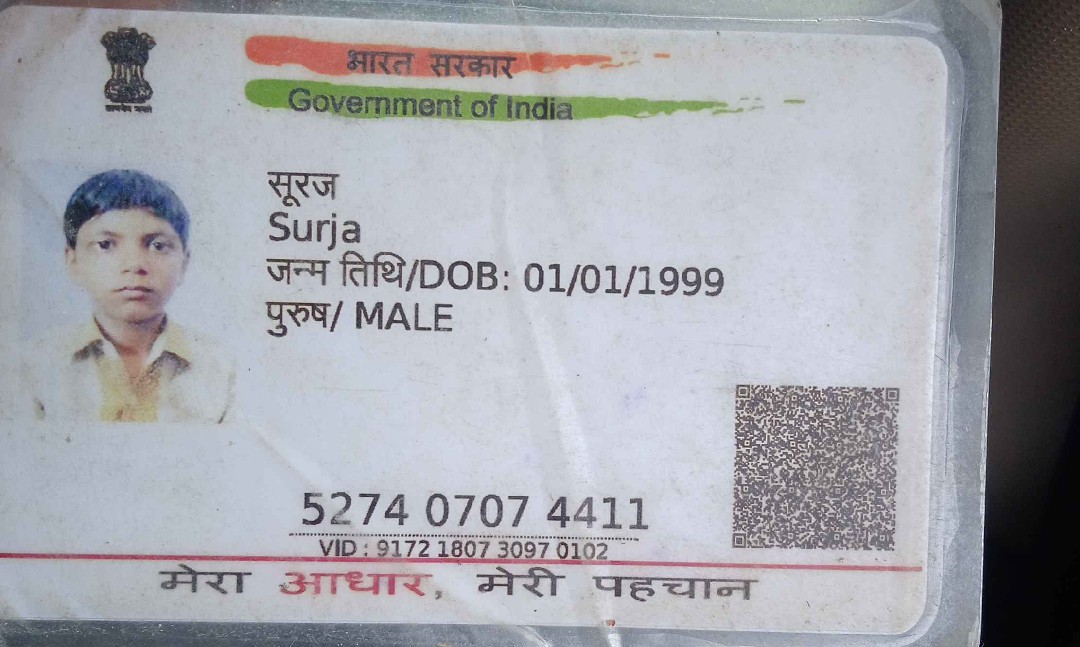 भारत सरकार
Government of India
सूरज
Surja
जन्म तिथि/DOB: 01/01/1999
पुरुष/ MALE
5274 0707 4411
VID : 9172 1807 3097 0102
मेरा आधार, मेरी पहचान